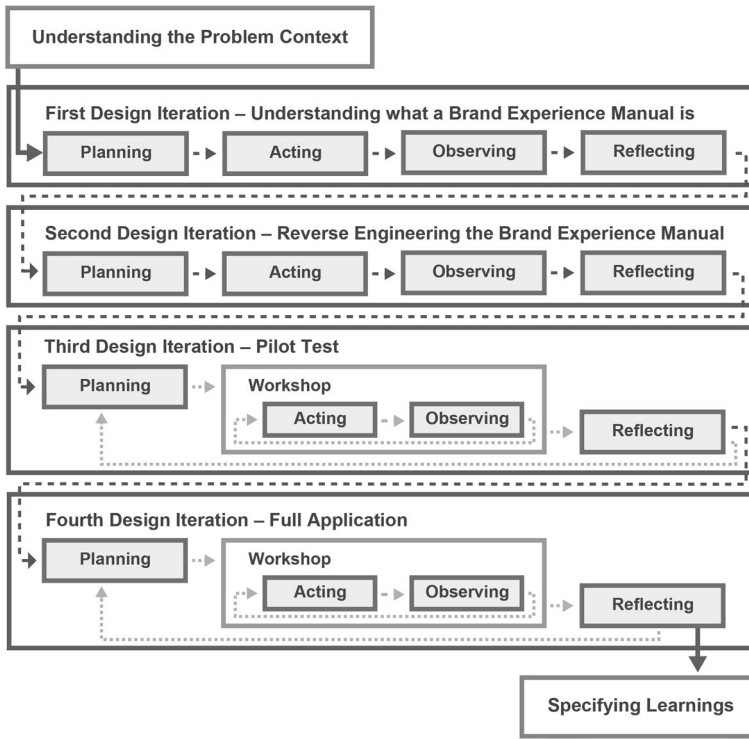 Understanding the Problem Context
First Design Iteration – Understanding what a Brand Experience Manual is
Planning
Acting
Observing
Reflecting
Second Design Iteration – Reverse Engineering the Brand Experience Manual
Planning
Acting
Observing
Reflecting
Third Design Iteration – Pilot Test
Planning
Workshop
Acting
Observing
Reflecting
Fourth Design Iteration – Full Application
Planning
Workshop
Acting
Observing
Reflecting
Specifying Learnings